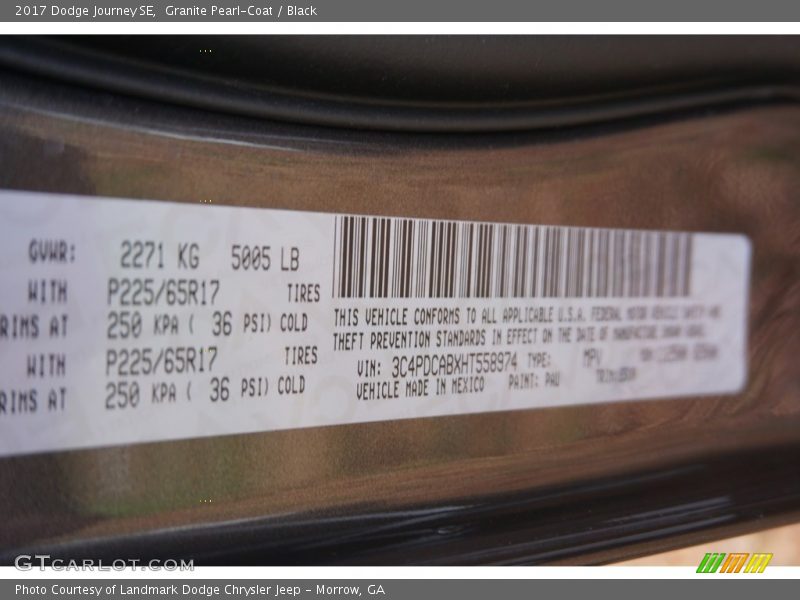 2017 Dodge Journey SE, Granite Pearl-Coat / Black
GVWR: 2271 KG 5005 LB
WITH P225/65R17 TIRES
RIMS AT 250 KPA ( 36 PSI) COLD
WITH P225/65R17 TIRES
RIMS AT 250 KPA ( 36 PSI) COLD
THIS VEHICLE CONFORMS TO ALL APPLICABLE U.S.A. FEDERAL MOTOR VEHICLE SAFETY AND
THEFT PREVENTION STANDARDS IN EFFECT ON THE DATE OF MANUFACTURE SHOWN ABOVE.
VIN: 3C4PDCABXHT558974 TYPE: MPV
VEHICLE MADE IN MEXICO PAINT: PAU TRIM:
GTcarlot.com
Photo Courtesy of Landmark Dodge Chrysler Jeep - Morrow, GA